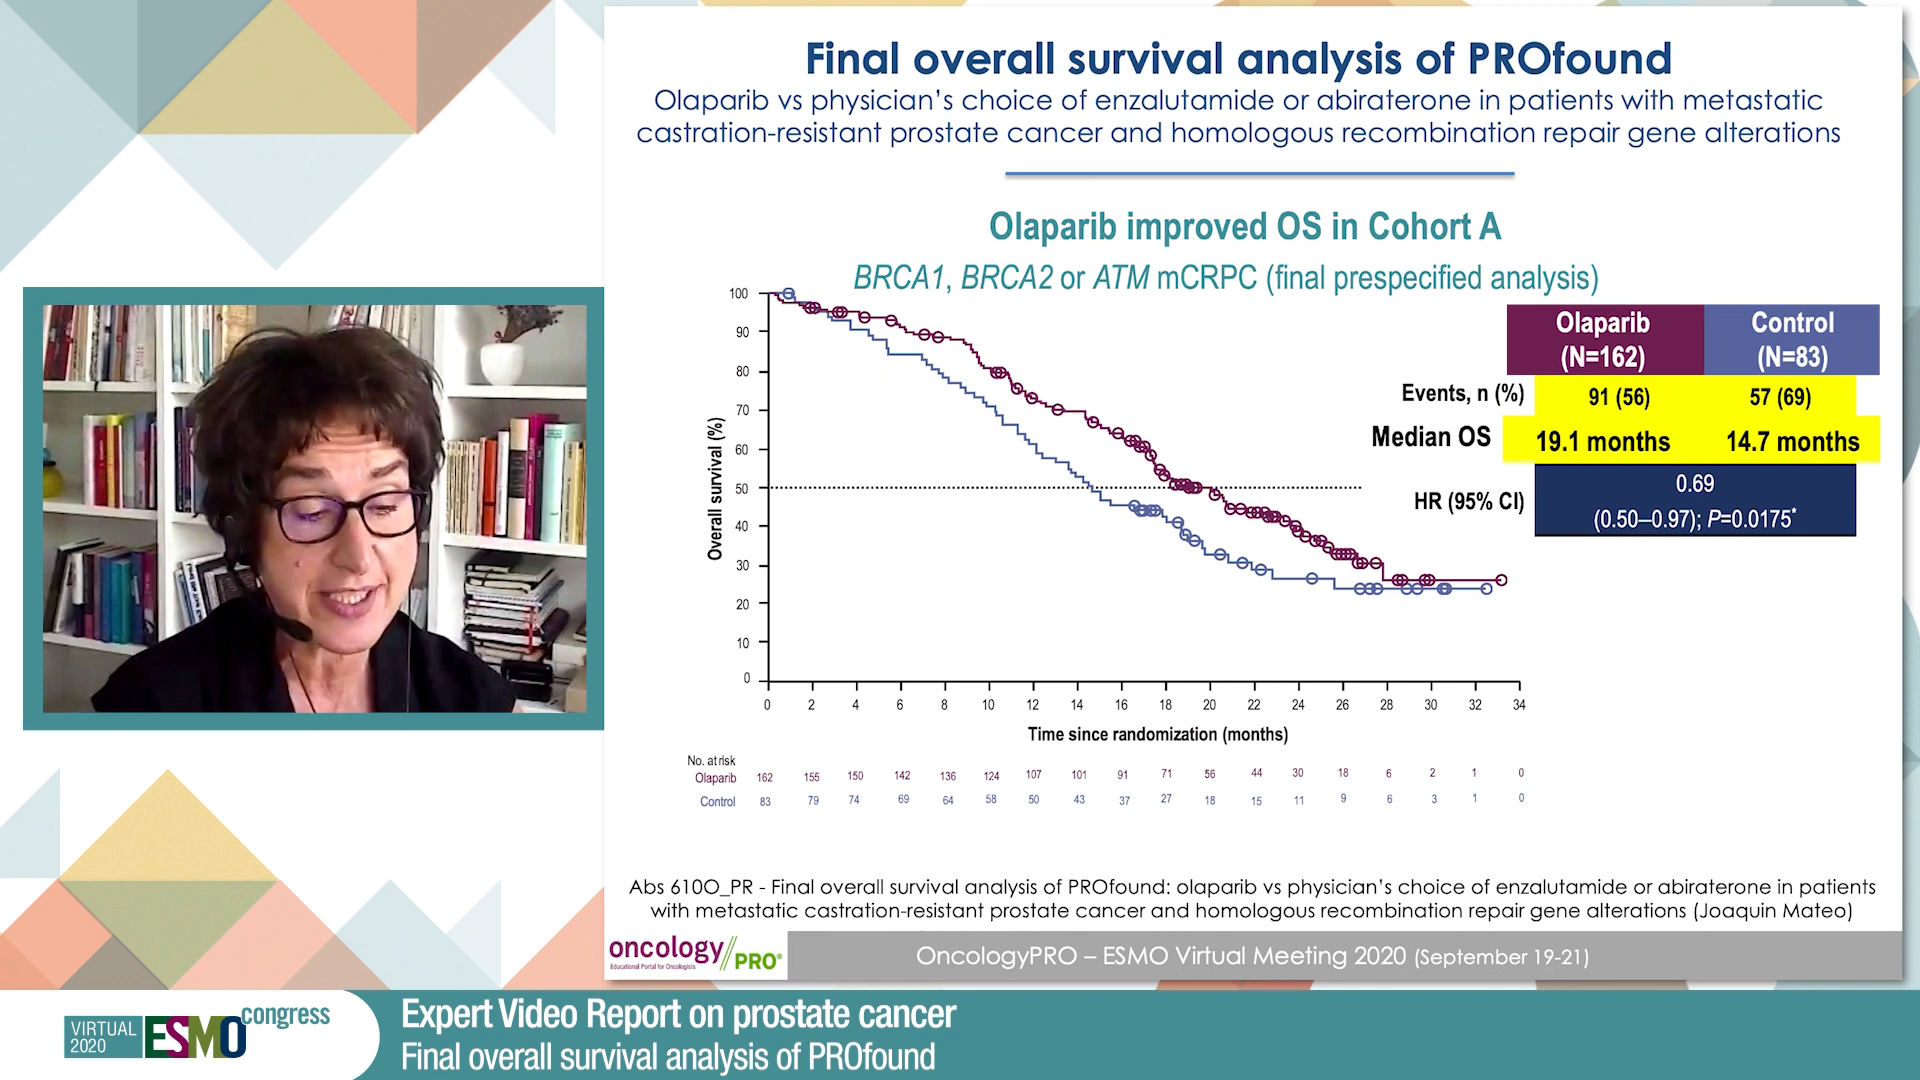 Final overall survival analysis of PROfound
Olaparib vs physician's choice of enzalutamide or abiraterone in patients with metastatic
castration-resistant prostate cancer and homologous recombination repair gene alterations
Olaparib improved OS in Cohort A
BRCA1, BRCA2 or ATM mCRPC (final prespecified analysis)
Olaparib Control
(N=162) (N=83)
Events, n (%) 91 (56) 57 (69)
Median OS 19.1 months 14.7 months
HR (95% CI) 0.69
(0.50–0.97); P=0.0175*
Overall survival (%)
100
90
80
70
60
50
40
30
20
10
0
0 2 4 6 8 10 12 14 16 18 20 22 24 26 28 30 32 34
Time since randomization (months)
No. at risk
Olaparib 162 155 150 142 136 124 107 101 91 71 56 44 30 18 6 2 1 0
Control 83 79 74 69 64 58 50 43 37 27 18 15 11 9 6 3 1 0
Abs 610O_PR - Final overall survival analysis of PROfound: olaparib vs physician's choice of enzalutamide or abiraterone in patients
with metastatic castration-resistant prostate cancer and homologous recombination repair gene alterations (Joaquin Mateo)
oncology//PRO®
Educational Portal for Oncologists
OncologyPRO – ESMO Virtual Meeting 2020 (September 19-21)
VIRTUAL
2020
ESMO congress
Expert Video Report on prostate cancer
Final overall survival analysis of PROfound